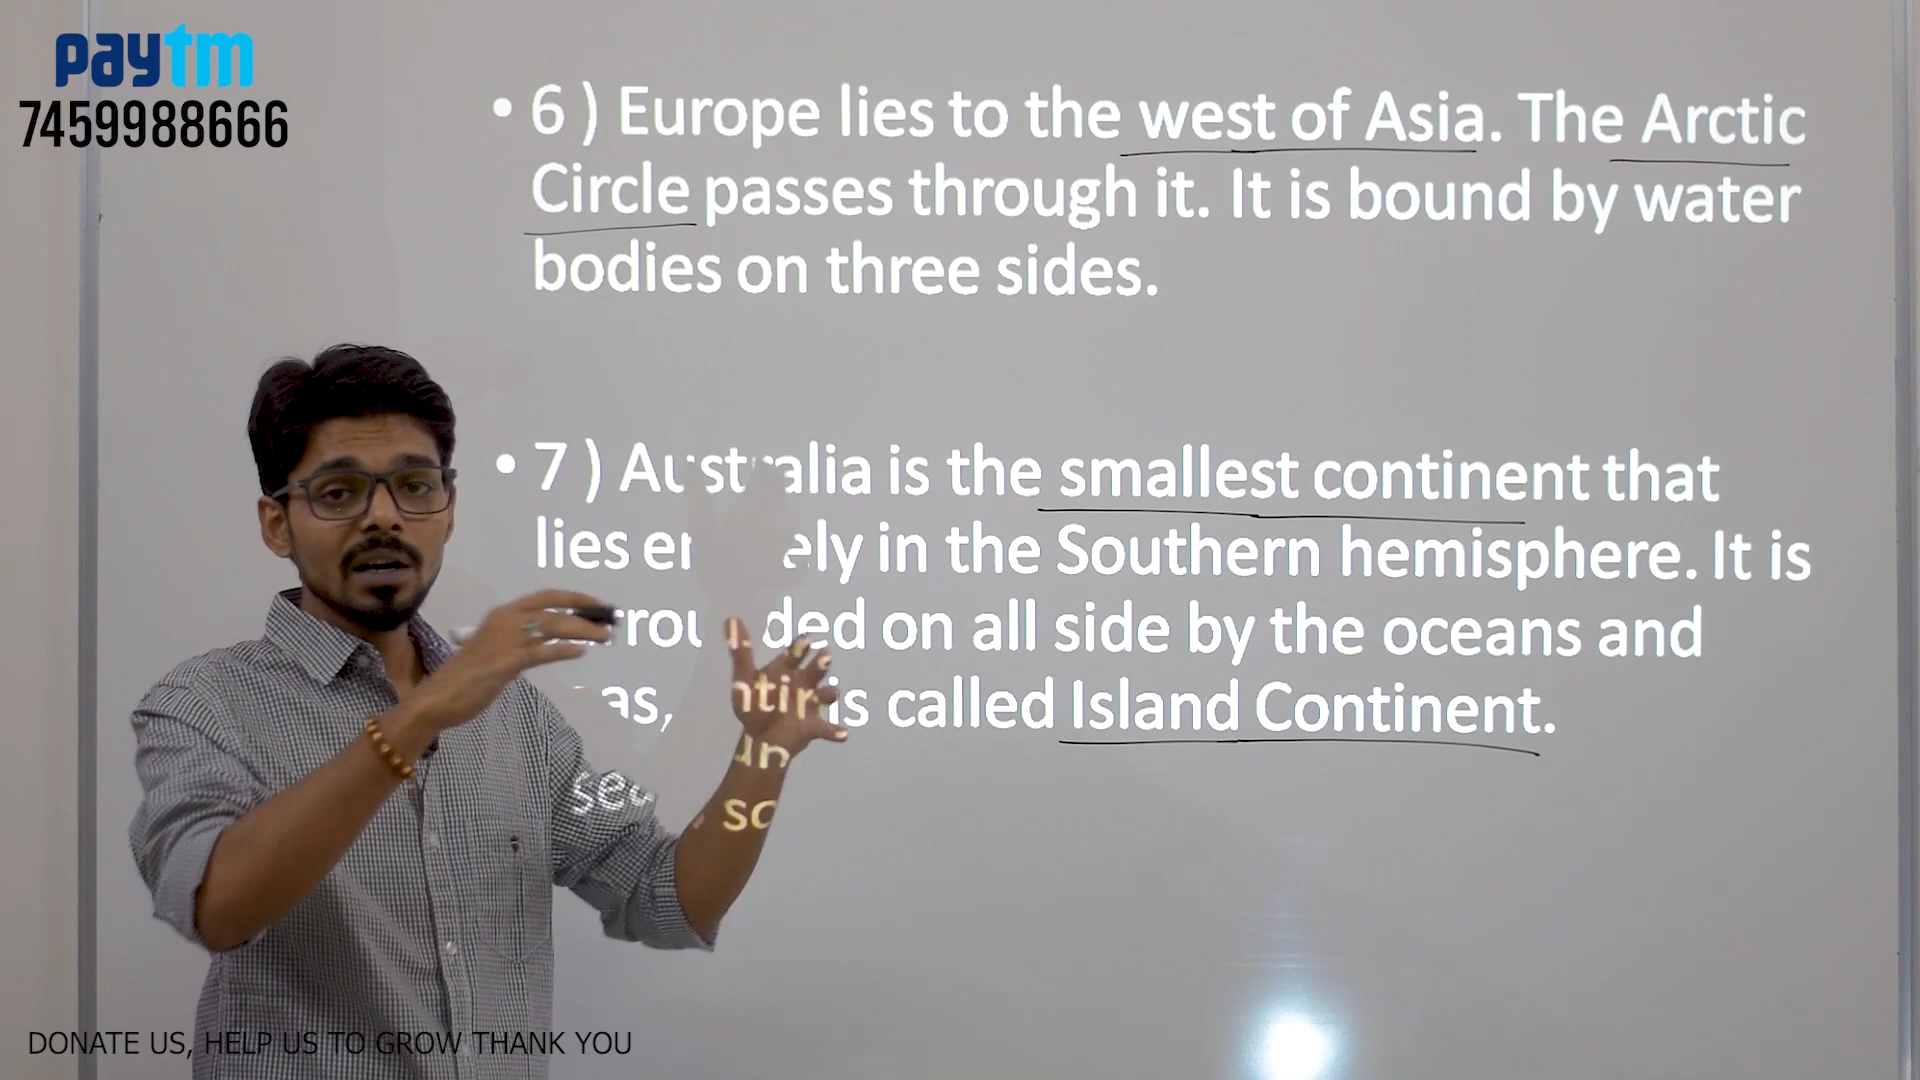 paytm
7459988666
• 6 ) Europe lies to the west of Asia. The Arctic
Circle passes through it. It is bound by water
bodies on three sides.
• 7 ) Australia is the smallest continent that
lies in the Southern hemisphere. It is
on all side by the oceans and
is called Island Continent.
DONATE US, HELP US TO GROW THANK YOU